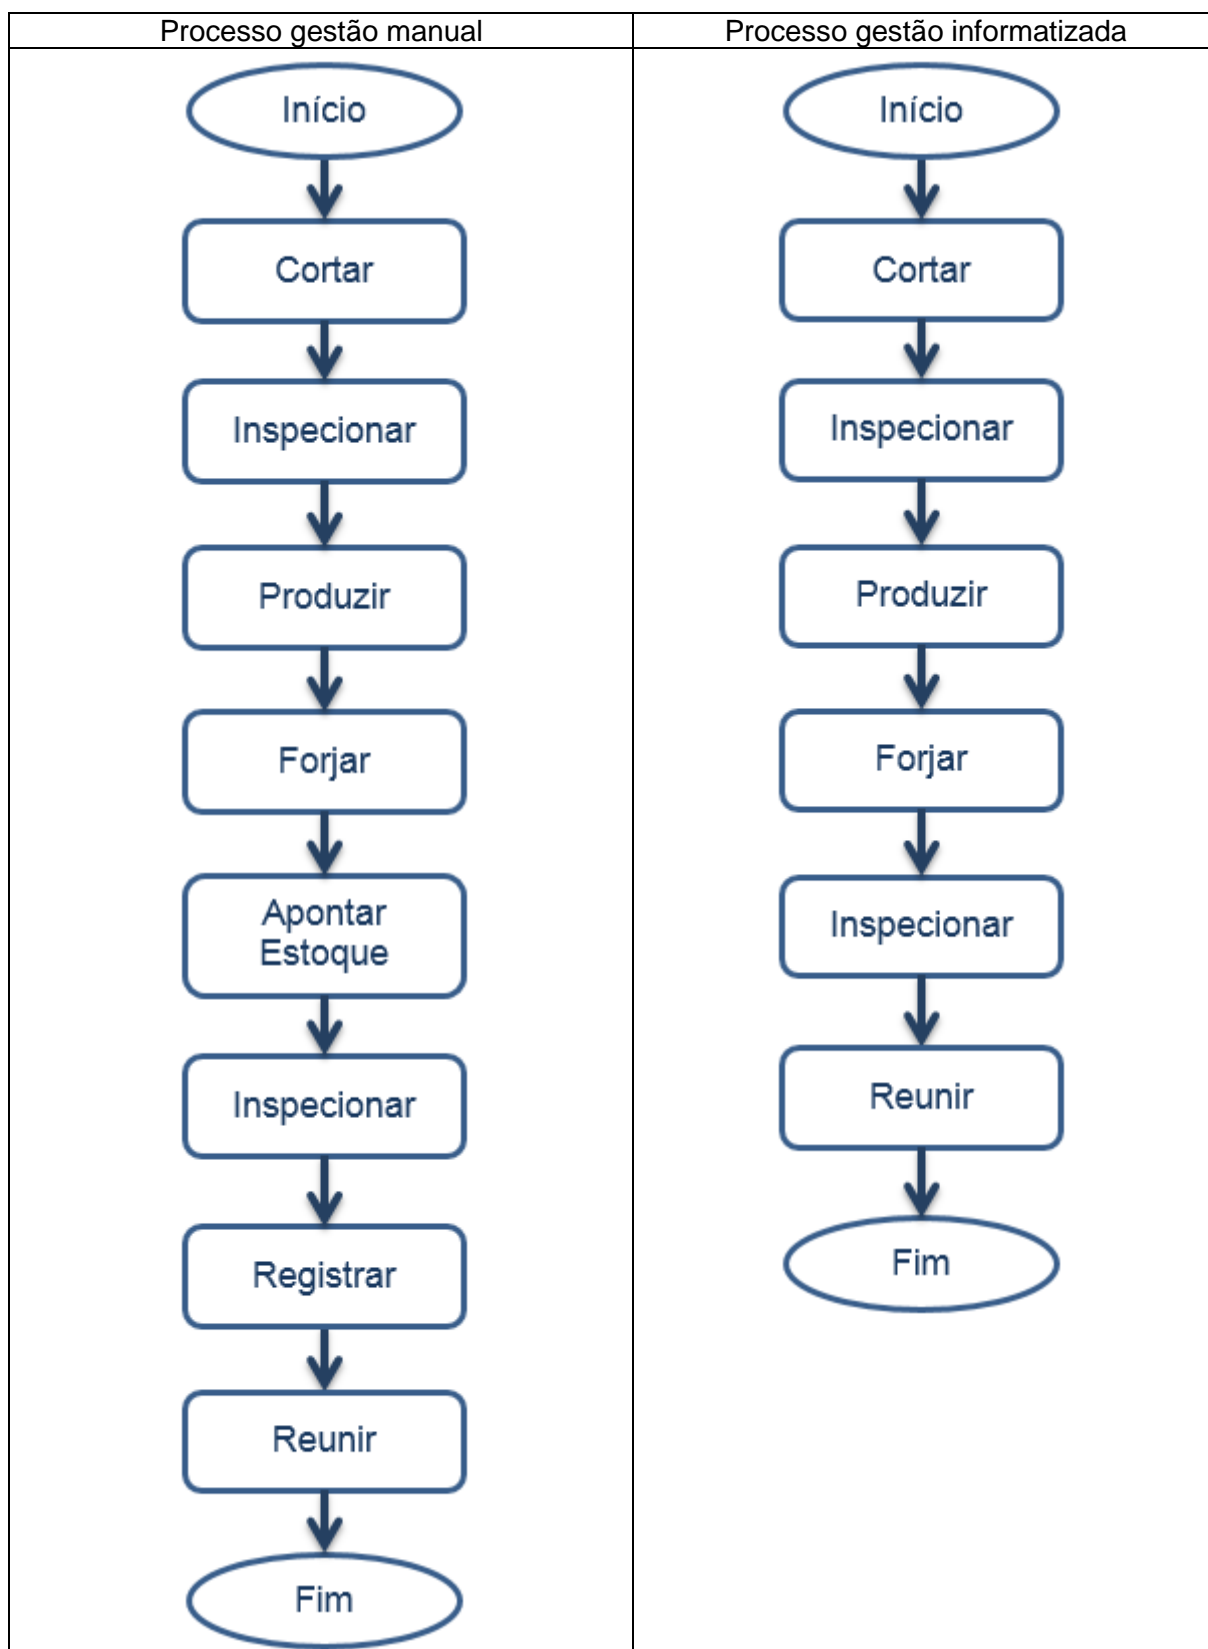 Processo gestão manual
Início
Cortar
Inspecionar
Produzir
Forjar
Apontar
Estoque
Inspecionar
Registrar
Reunir
Fim
Processo gestão informatizada
Início
Cortar
Inspecionar
Produzir
Forjar
Inspecionar
Reunir
Fim